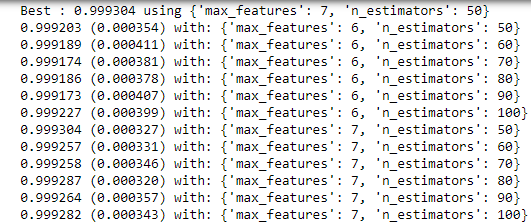 Best : 0.999304 using {'max_features': 7, 'n_estimators': 50}
0.999203 (0.000354) with: {'max_features': 6, 'n_estimators': 50}
0.999189 (0.000411) with: {'max_features': 6, 'n_estimators': 60}
0.999174 (0.000381) with: {'max_features': 6, 'n_estimators': 70}
0.999186 (0.000378) with: {'max_features': 6, 'n_estimators': 80}
0.999173 (0.000407) with: {'max_features': 6, 'n_estimators': 90}
0.999227 (0.000399) with: {'max_features': 6, 'n_estimators': 100}
0.999304 (0.000327) with: {'max_features': 7, 'n_estimators': 50}
0.999257 (0.000331) with: {'max_features': 7, 'n_estimators': 60}
0.999258 (0.000346) with: {'max_features': 7, 'n_estimators': 70}
0.999287 (0.000320) with: {'max_features': 7, 'n_estimators': 80}
0.999264 (0.000357) with: {'max_features': 7, 'n_estimators': 90}
0.999282 (0.000343) with: {'max_features': 7, 'n_estimators': 100}